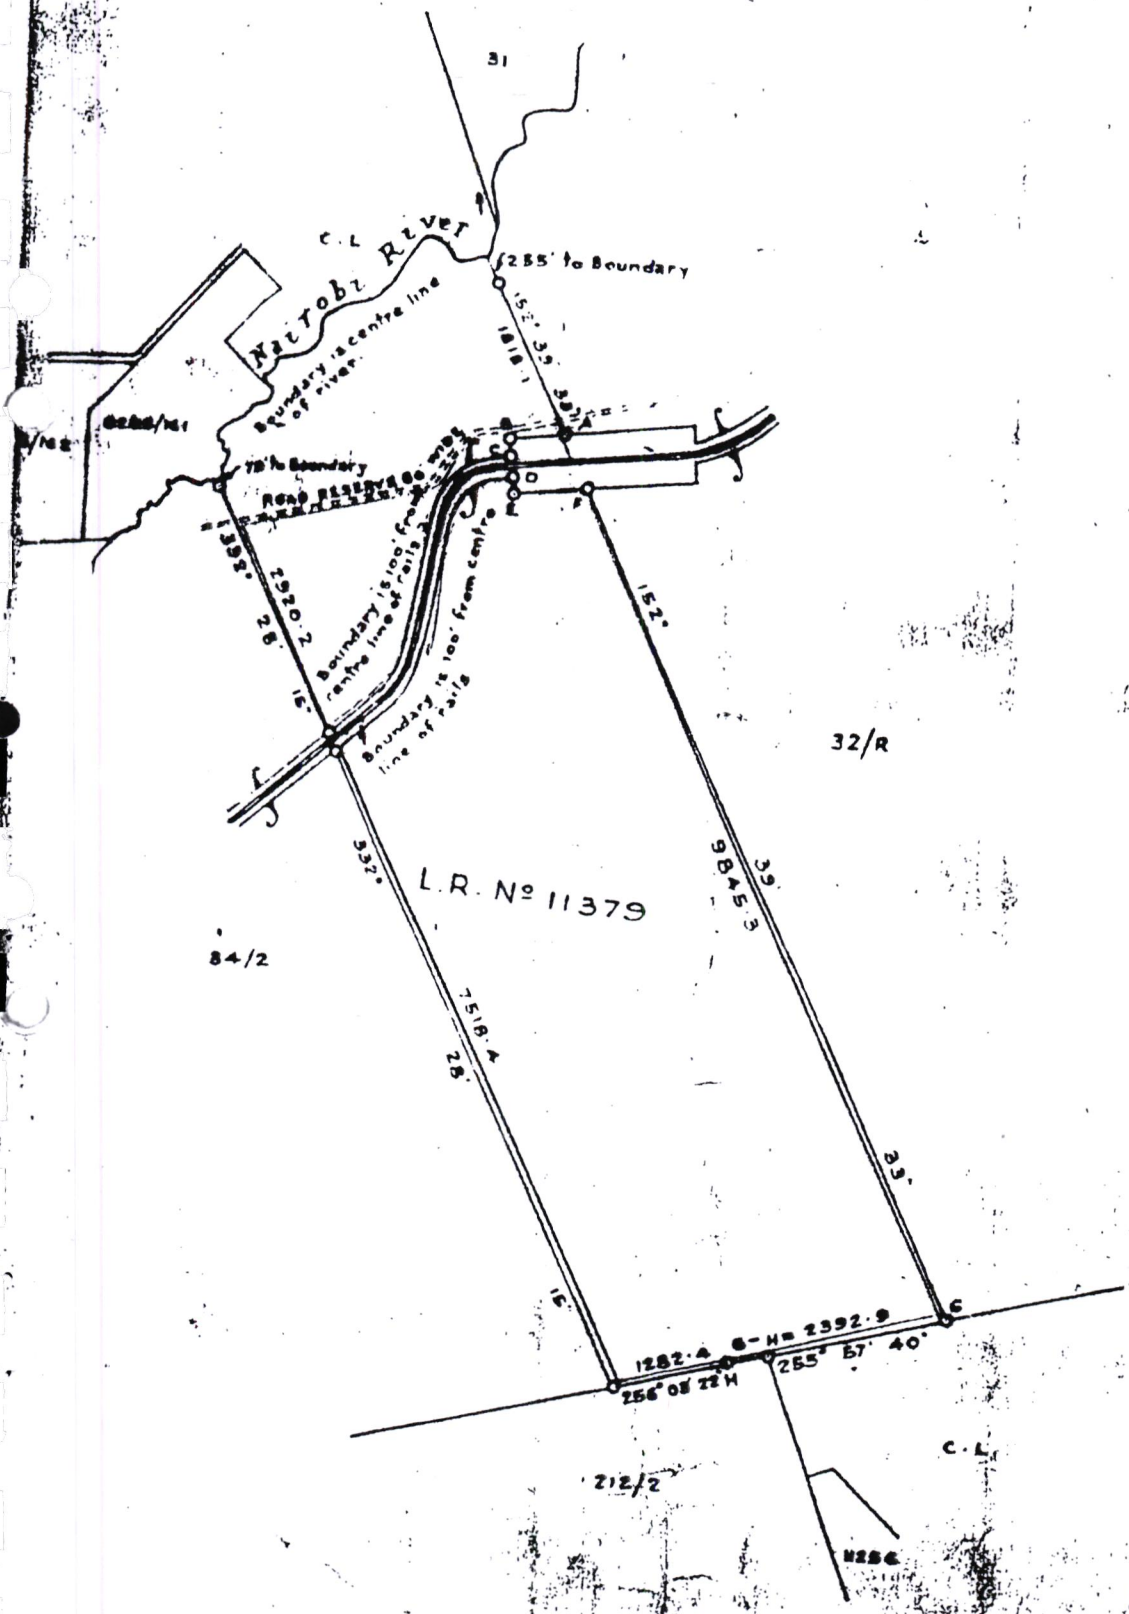 31
C.L
Nairobi River
285' to Boundary
Boundary is centre line
of river.
152° 39' 33"
1818.1
A
B
C
D
E
F
78' to Boundary
ROAD RESERVE 60 WIDE
332° 28' 15"
2920.2
Boundary is 100' from
centre line of rails
Boundary is 100' from centre
line of rails
152° 39' 33"
9845.3
32/R
L.R. Nº 11379
332° 28' 15"
7518.4
84/2
G
G-H= 2392.9
255° 57' 40"
1282.4
256° 08' 22" H
C.L.
212/2